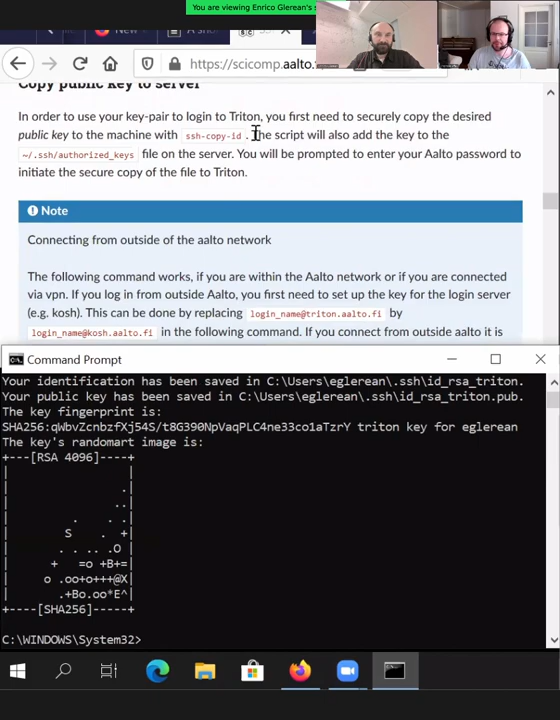 You are viewing Enrico Glerean's s
https://scicomp.aalto.
Copy public key to server
In order to use your key-pair to login to Triton, you first need to securely copy the desired
public key to the machine with ssh-copy-id . The script will also add the key to the
~/.ssh/authorized_keys file on the server. You will be prompted to enter your Aalto password to
initiate the secure copy of the file to Triton.
Note
Connecting from outside of the aalto network
The following command works, if you are within the Aalto network or if you are connected
via vpn. If you log in from outside Aalto, you first need to set up the key for the login server
(e.g. kosh). This can be done by replacing login_name@triton.aalto.fi by
login_name@kosh.aalto.fi in the following command. If you connect from outside aalto it is
Command Prompt
Your identification has been saved in C:\Users\eglerean\.ssh\id_rsa_triton.
Your public key has been saved in C:\Users\eglerean\.ssh\id_rsa_triton.pub.
The key fingerprint is:
SHA256:qWbvZcnbzfXj54S/t8G390NpVaqPLC4ne33co1aTzrY triton key for eglerean
The key's randomart image is:
+---[RSA 4096]----+
|                 |
|                .|
|               ..|
|         .    . .|
|        S     . +|
|       . . .. .O |
|      +   =o +B+=|
|     o .oo+o+++@X|
|       .+Bo.oo*E^|
+----[SHA256]-----+
C:\WINDOWS\System32>